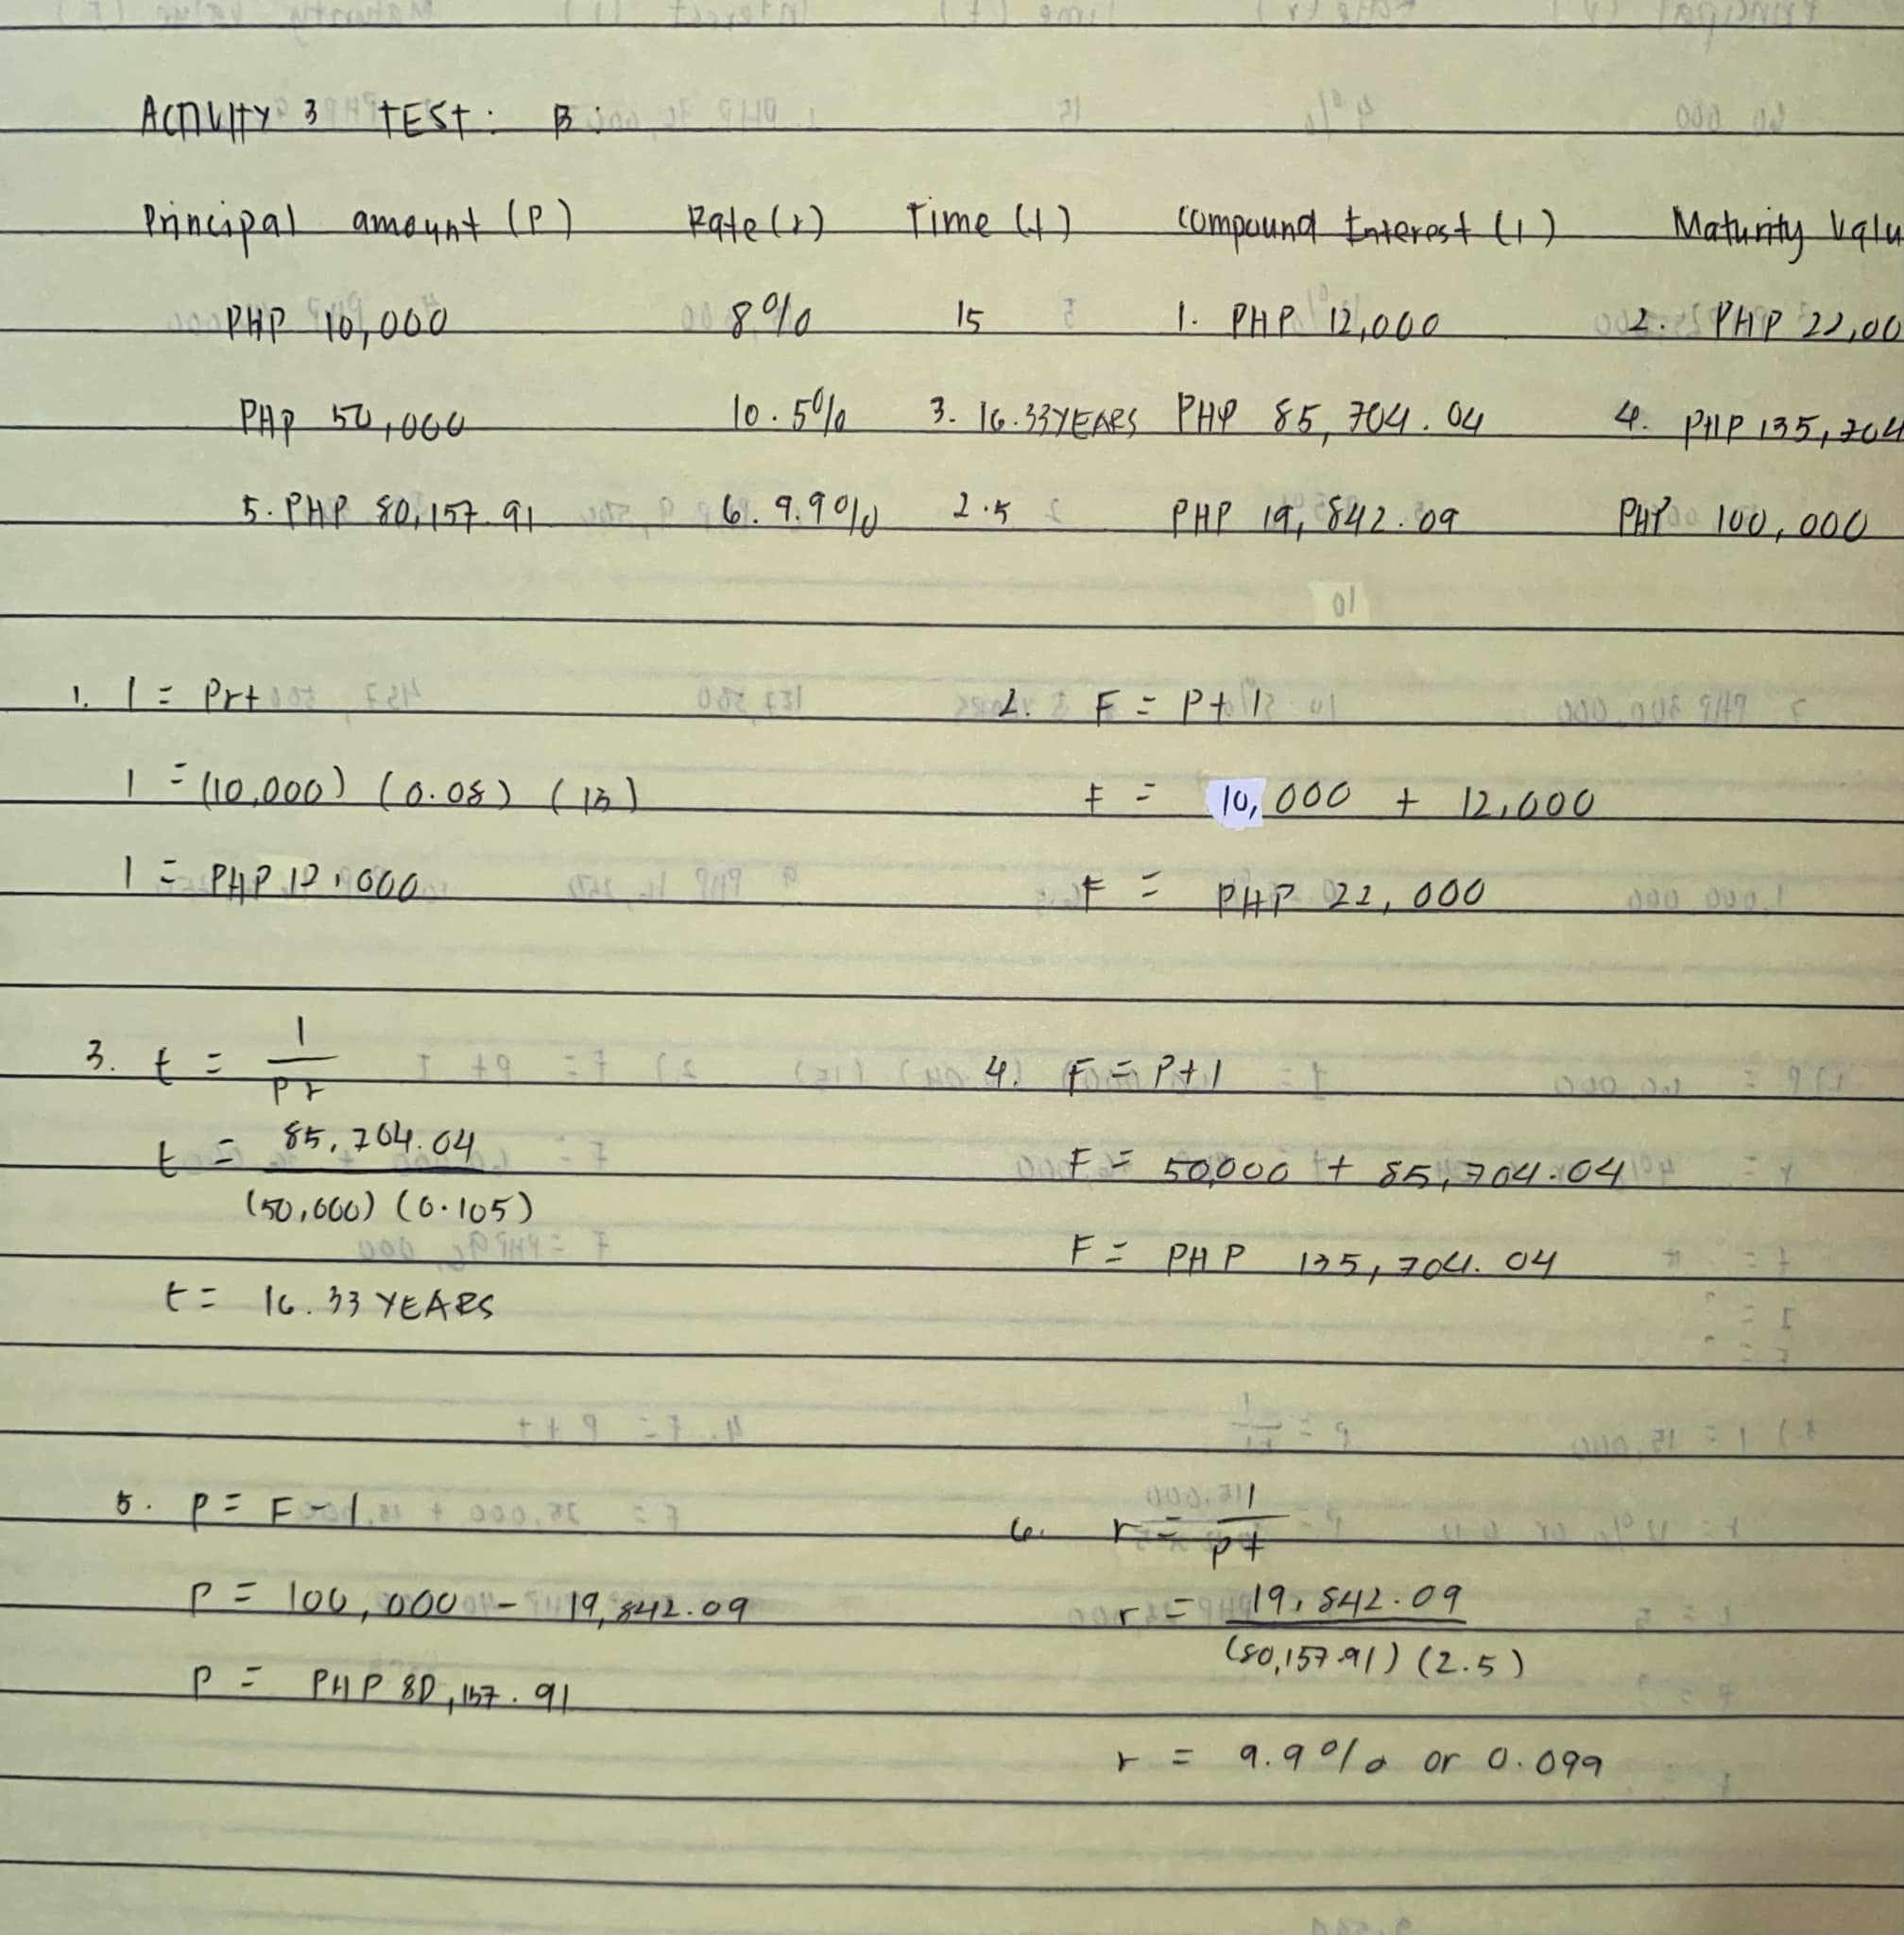 ACTIVITY 3 TEST: B:
Principal amount (P) Rate (r) Time (t) compound Interest (I) Maturity Valu
PHP 10,000 8% 15 1. PHP 12,000 2. PHP 22,00
PHP 50,000 10.5% 3. 16.33 YEARS PHP 85,704.04 4. PHP 135,704
5. PHP 80,157.91 6. 9.9% 2.5 PHP 19,842.09 PHP 100,000
1. I = Prt 2. F = P + I
I = (10,000) (0.08) (15) F = 10,000 + 12,000
I = PHP 12,000 F = PHP 22,000
3. t = I / Pr 4. F = P + I
t = 85,704.04 / (50,000) (0.105) F = 50,000 + 85,704.04
t = 16.33 YEARS F = PHP 135,704.04
5. P = F - I 6. r = I / Pt
P = 100,000 - 19,842.09 r = 19,842.09 / (80,157.91) (2.5)
P = PHP 80,157.91
r = 9.9% or 0.099